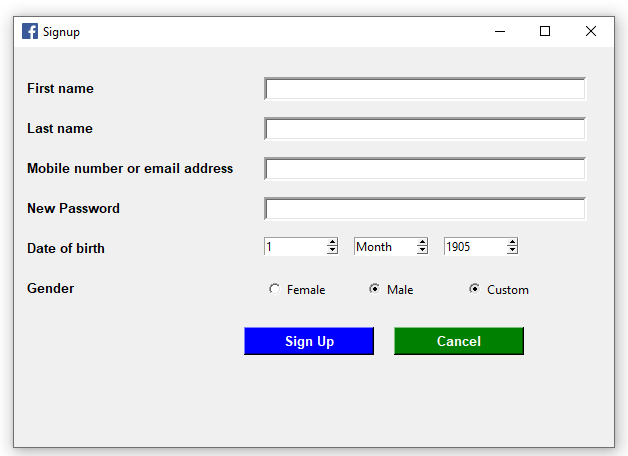 Signup
First name
Last name
Mobile number or email address
New Password
Date of birth 1 Month 1905
Gender Female Male Custom
Sign Up Cancel